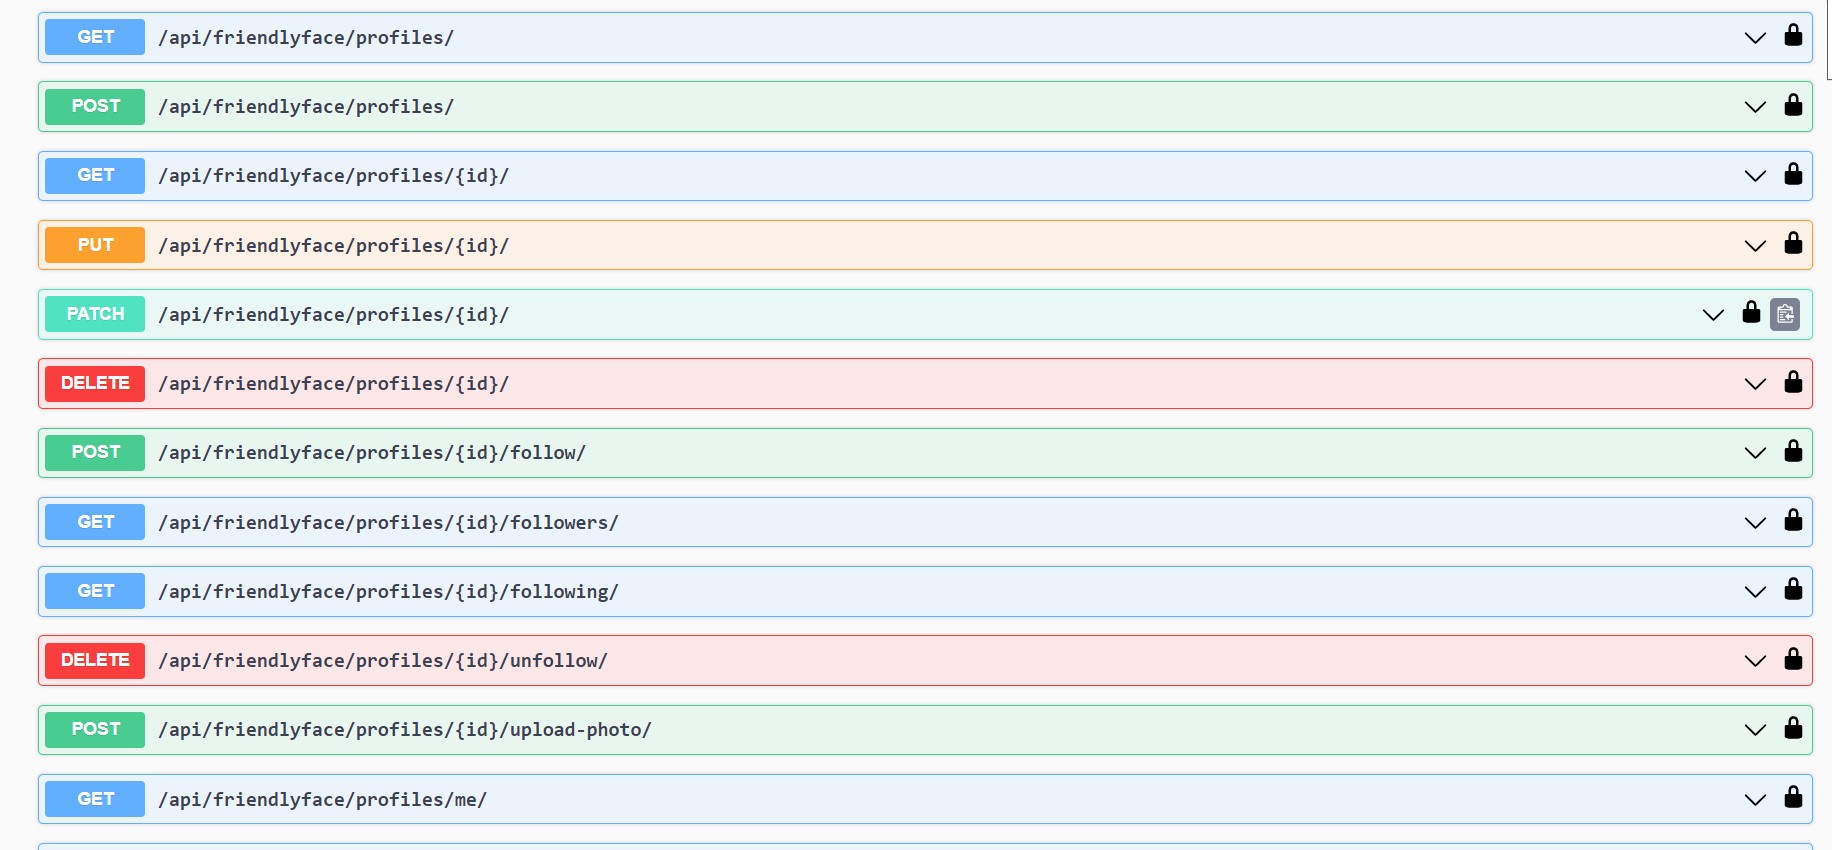 GET /api/friendlyface/profiles/
POST /api/friendlyface/profiles/
GET /api/friendlyface/profiles/{id}/
PUT /api/friendlyface/profiles/{id}/
PATCH /api/friendlyface/profiles/{id}/
DELETE /api/friendlyface/profiles/{id}/
POST /api/friendlyface/profiles/{id}/follow/
GET /api/friendlyface/profiles/{id}/followers/
GET /api/friendlyface/profiles/{id}/following/
DELETE /api/friendlyface/profiles/{id}/unfollow/
POST /api/friendlyface/profiles/{id}/upload-photo/
GET /api/friendlyface/profiles/me/